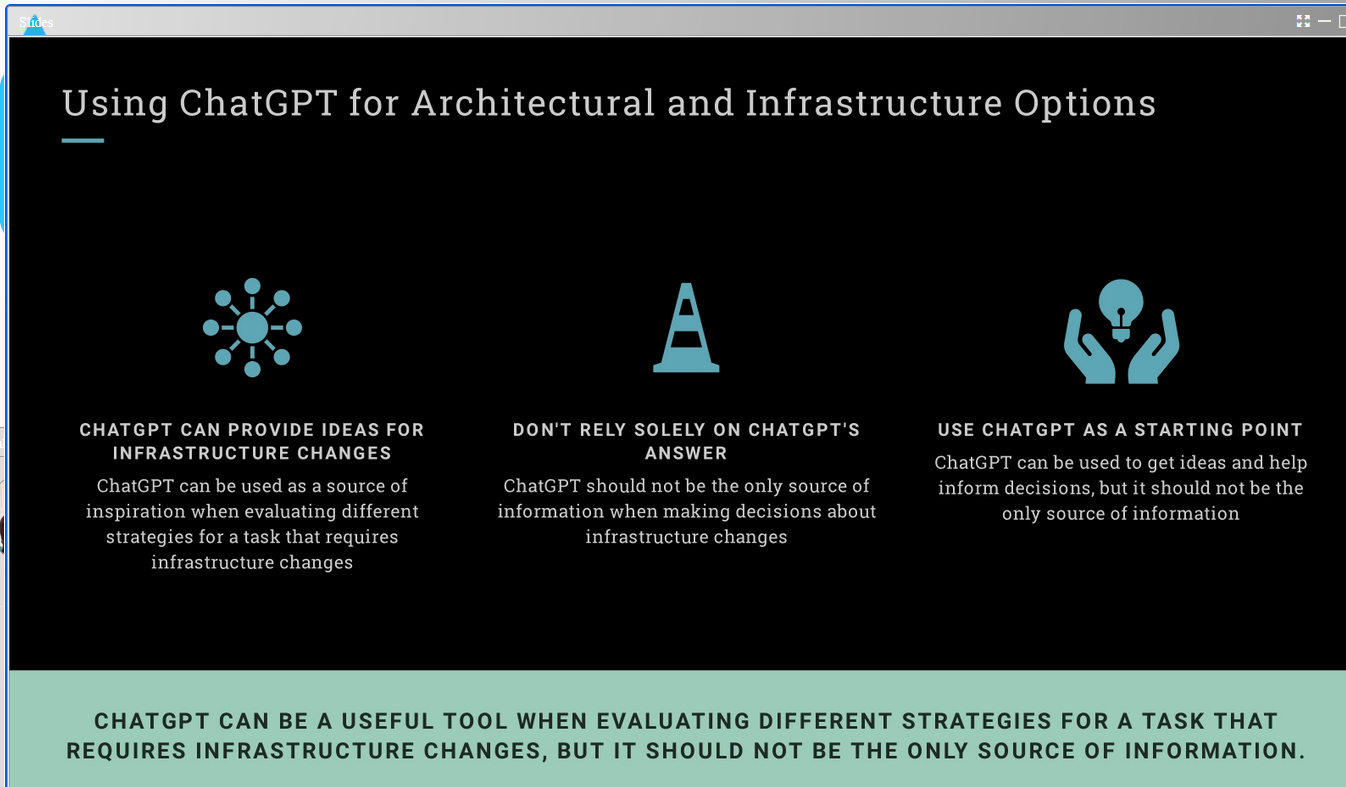 Slides
Using ChatGPT for Architectural and Infrastructure Options
CHATGPT CAN PROVIDE IDEAS FOR
INFRASTRUCTURE CHANGES
ChatGPT can be used as a source of
inspiration when evaluating different
strategies for a task that requires
infrastructure changes
DON'T RELY SOLELY ON CHATGPT'S
ANSWER
ChatGPT should not be the only source of
information when making decisions about
infrastructure changes
USE CHATGPT AS A STARTING POINT
ChatGPT can be used to get ideas and help
inform decisions, but it should not be the
only source of information
CHATGPT CAN BE A USEFUL TOOL WHEN EVALUATING DIFFERENT STRATEGIES FOR A TASK THAT
REQUIRES INFRASTRUCTURE CHANGES, BUT IT SHOULD NOT BE THE ONLY SOURCE OF INFORMATION.